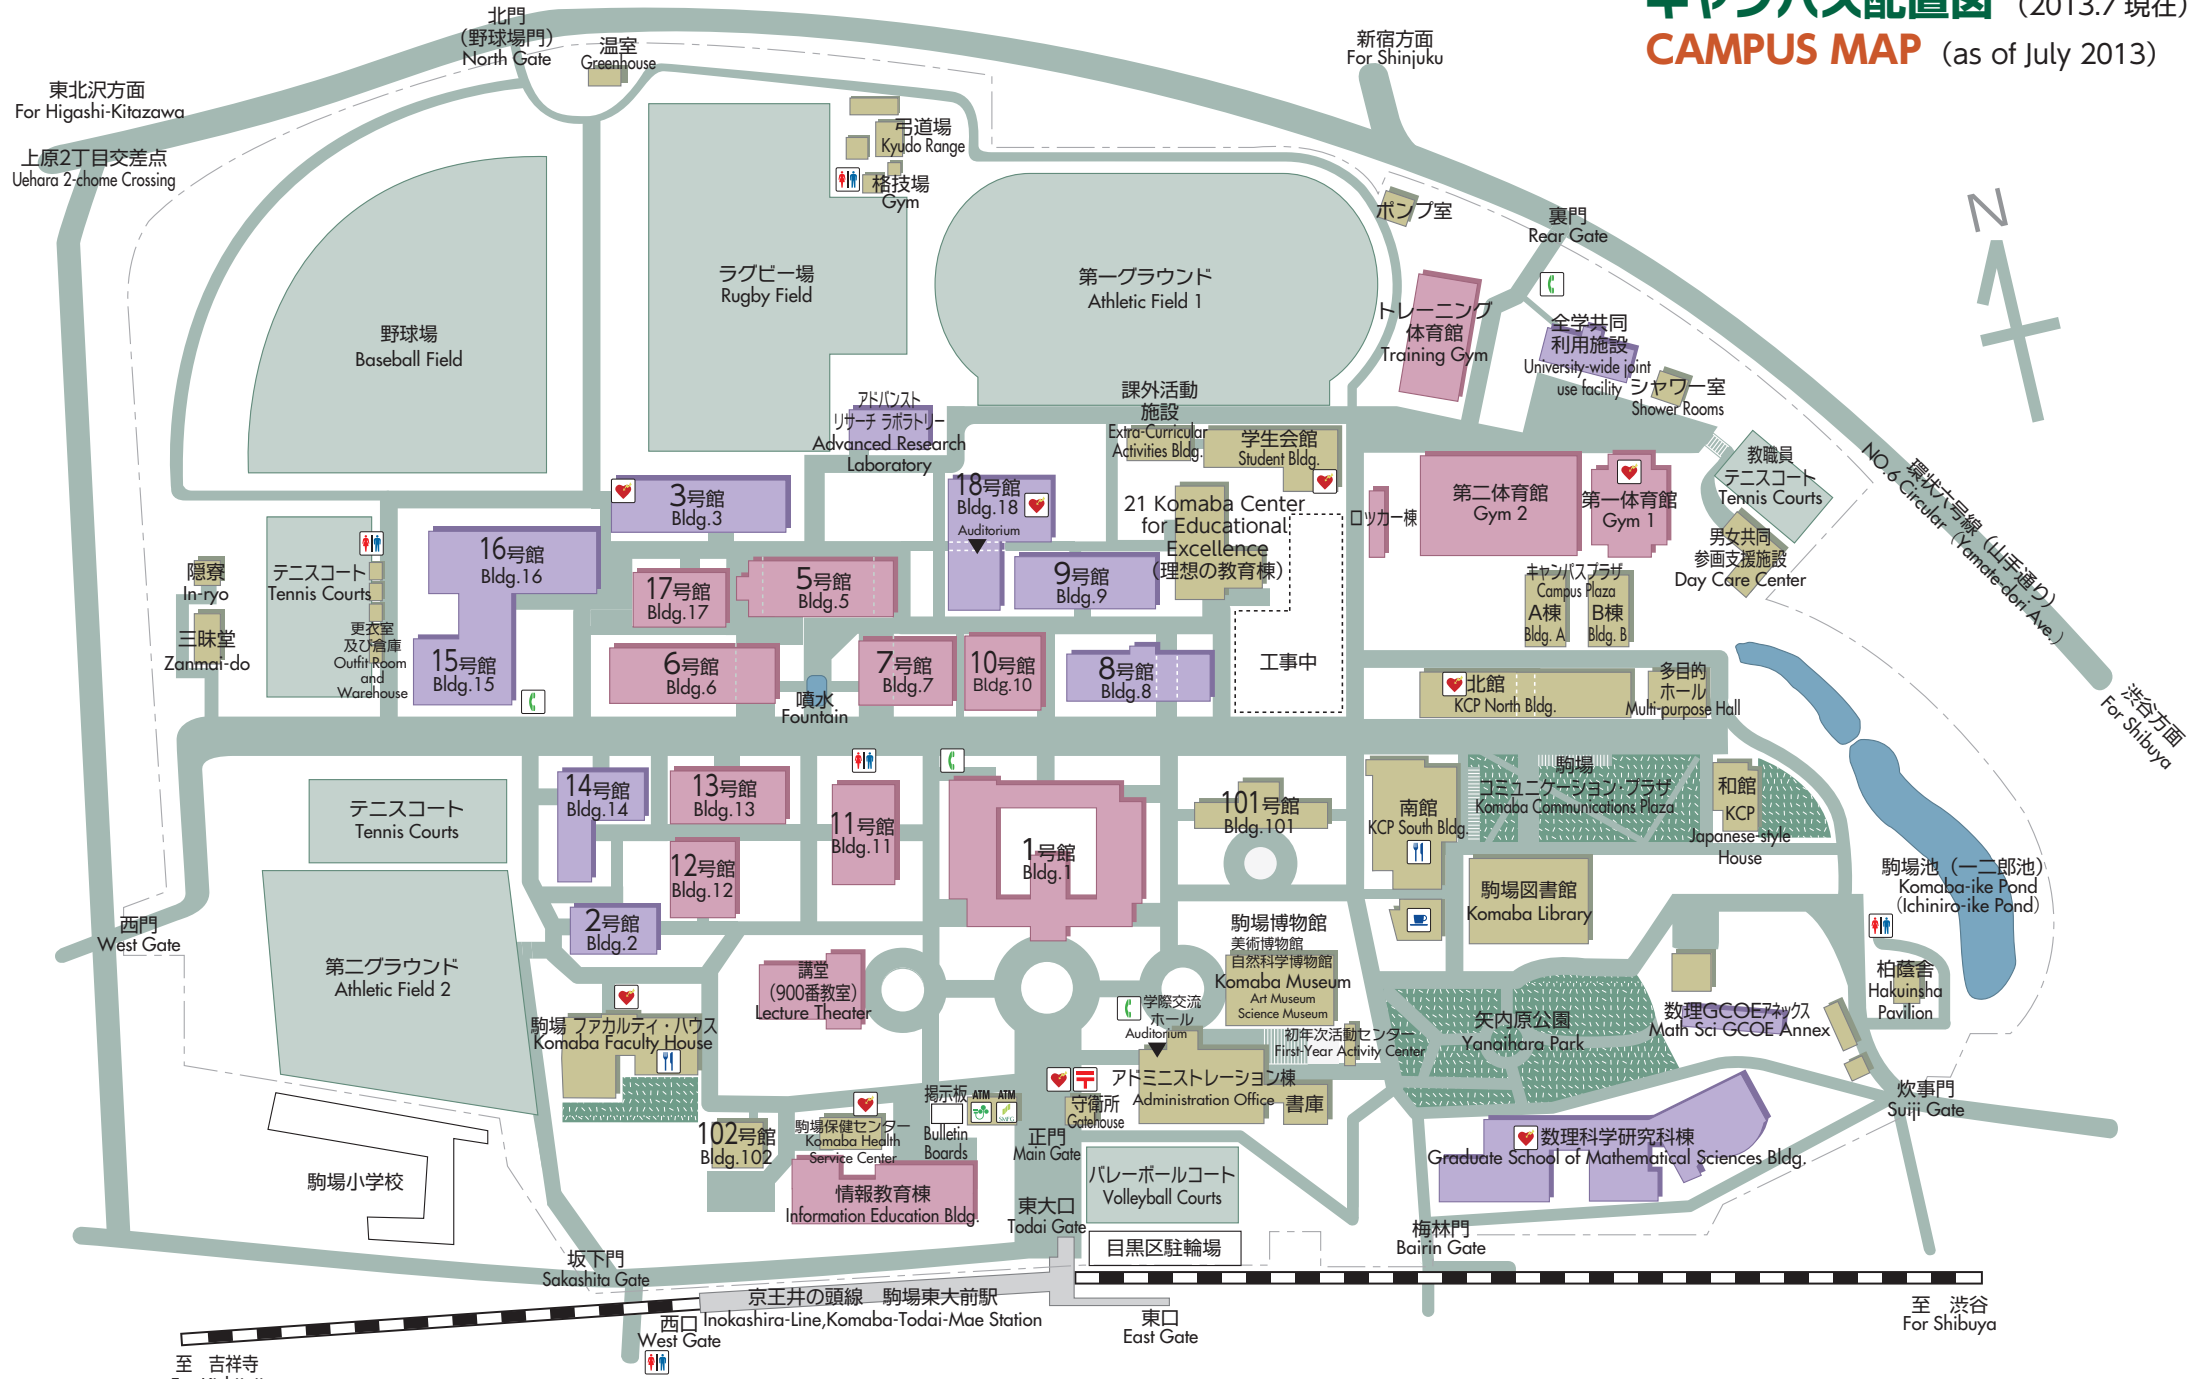 キャンパス配置図（2013.7 現在）
CAMPUS MAP（as of July 2013）
北門
（野球場門）
North Gate
温室
Greenhouse
新宿方面
For Shinjuku
東北沢方面
For Higashi-Kitazawa
上原2丁目交差点
Uehara 2-chome Crossing
弓道場
Kyudo Range
格技場
Gym
ポンプ室
裏門
Rear Gate
N
野球場
Baseball Field
ラグビー場
Rugby Field
第一グラウンド
Athletic Field 1
トレーニング
体育館
Training Gym
全学共同
利用施設
University-wide joint
use facility
シャワー室
Shower Rooms
アドバンスト
リサーチ ラボラトリー
Advanced Research
Laboratory
課外活動
施設
Extra-Curricular
Activities Bldg.
学生会館
Student Bldg.
教職員
テニスコート
Tennis Courts
環状六号線（山手通り）
NO.6 Circular（Yamate-dori Ave.）
3号館
Bldg.3
18号館
Bldg.18
Auditorium
21 Komaba Center
for Educational
Excellence
（理想の教育棟）
ロッカー棟
第二体育館
Gym 2
第一体育館
Gym 1
男女共同
参画支援施設
Day Care Center
隠寮
In-ryo
三昧堂
Zanmai-do
テニスコート
Tennis Courts
16号館
Bldg.16
17号館
Bldg.17
5号館
Bldg.5
9号館
Bldg.9
キャンパスプラザ
Campus Plaza
A棟
Bldg. A
B棟
Bldg. B
更衣室
及び倉庫
Outfit Room
and
Warehouse
15号館
Bldg.15
6号館
Bldg.6
噴水
Fountain
7号館
Bldg.7
10号館
Bldg.10
8号館
Bldg.8
工事中
北館
KCP North Bldg.
多目的
ホール
Multi-purpose Hall
渋谷方面
For Shibuya
テニスコート
Tennis Courts
14号館
Bldg.14
13号館
Bldg.13
12号館
Bldg.12
11号館
Bldg.11
1号館
Bldg.1
101号館
Bldg.101
南館
KCP South Bldg.
駒場
コミュニケーション・プラザ
Komaba Communications Plaza
和館
KCP
Japanese-style
House
駒場図書館
Komaba Library
駒場池（一二郎池）
Komaba-ike Pond
（Ichiniro-ike Pond）
西門
West Gate
第二グラウンド
Athletic Field 2
2号館
Bldg.2
講堂
（900番教室）
Lecture Theater
駒場博物館
美術博物館
自然科学博物館
Komaba Museum
Art Museum
Science Museum
学際交流
ホール
Auditorium
初年次活動センター
First-Year Activity Center
矢内原公園
Yanaihara Park
数理GCOEアネックス
Math Sci GCOE Annex
柏蔭舎
Hakuinsha
Pavilion
駒場 ファカルティ・ハウス
Komaba Faculty House
アドミニストレーション棟
Administration Office
書庫
炊事門
Suiji Gate
掲示板
Bulletin
Boards
ATM
ATM
SMFG
守衛所
Gatehouse
102号館
Bldg.102
駒場保健センター
Komaba Health
Service Center
正門
Main Gate
数理科学研究科棟
Graduate School of Mathematical Sciences Bldg.
駒場小学校
情報教育棟
Information Education Bldg.
バレーボールコート
Volleyball Courts
東大口
Todai Gate
目黒区駐輪場
梅林門
Bairin Gate
坂下門
Sakashita Gate
京王井の頭線　駒場東大前駅
Inokashira-Line,Komaba-Todai-Mae Station
西口
West Gate
東口
East Gate
至　渋谷
For Shibuya
至　吉祥寺